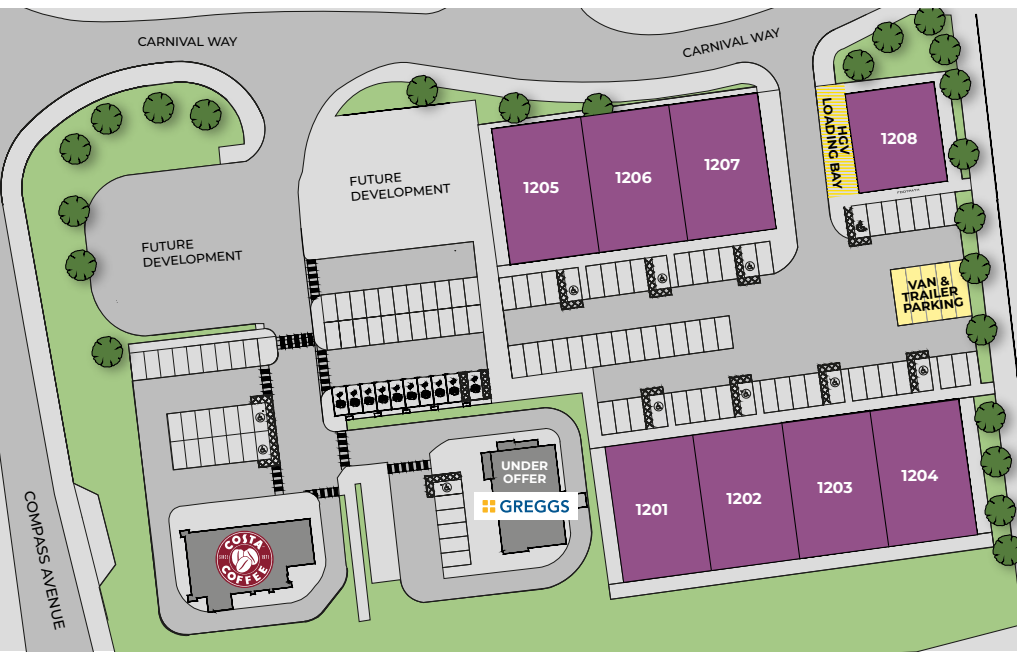 CARNIVAL WAY
CARNIVAL WAY
HGV
LOADING BAY
1208
1205
1206
1207
FUTURE
DEVELOPMENT
FUTURE
DEVELOPMENT
VAN &
TRAILER
PARKING
UNDER
OFFER
GREGGS
1201
1202
1203
1204
COSTA
COFFEE
COMPASS AVENUE